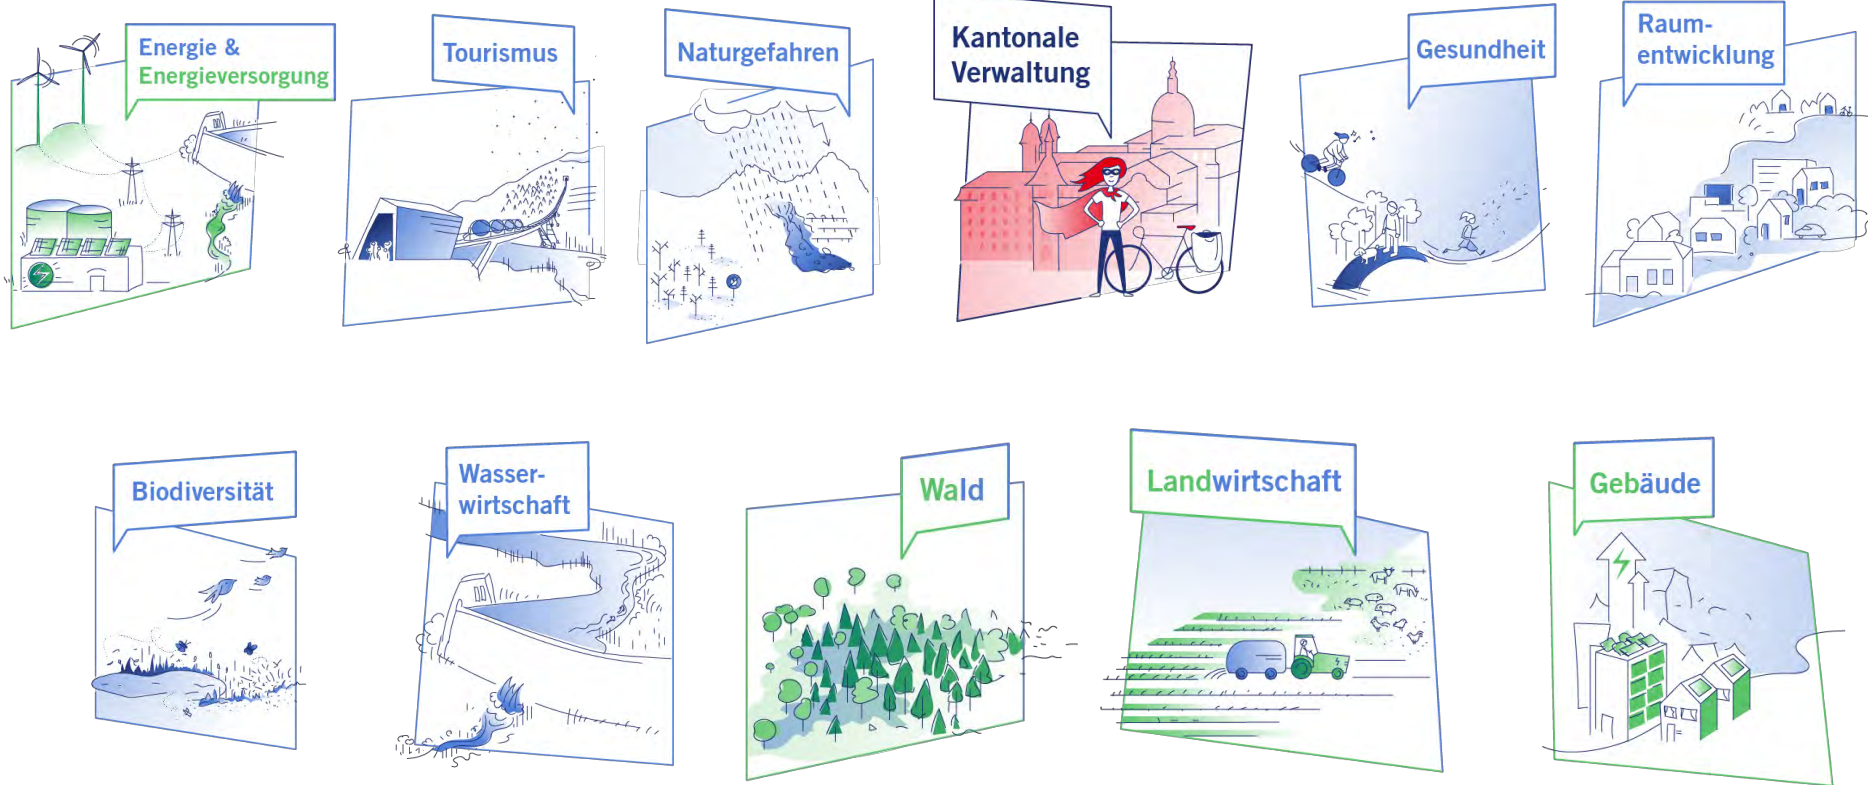 Energie &
Energieversorgung
Tourismus
Naturgefahren
Kantonale
Verwaltung
Gesundheit
Raum-
entwicklung
Biodiversität
Wasser-
wirtschaft
Wald
Landwirtschaft
Gebäude